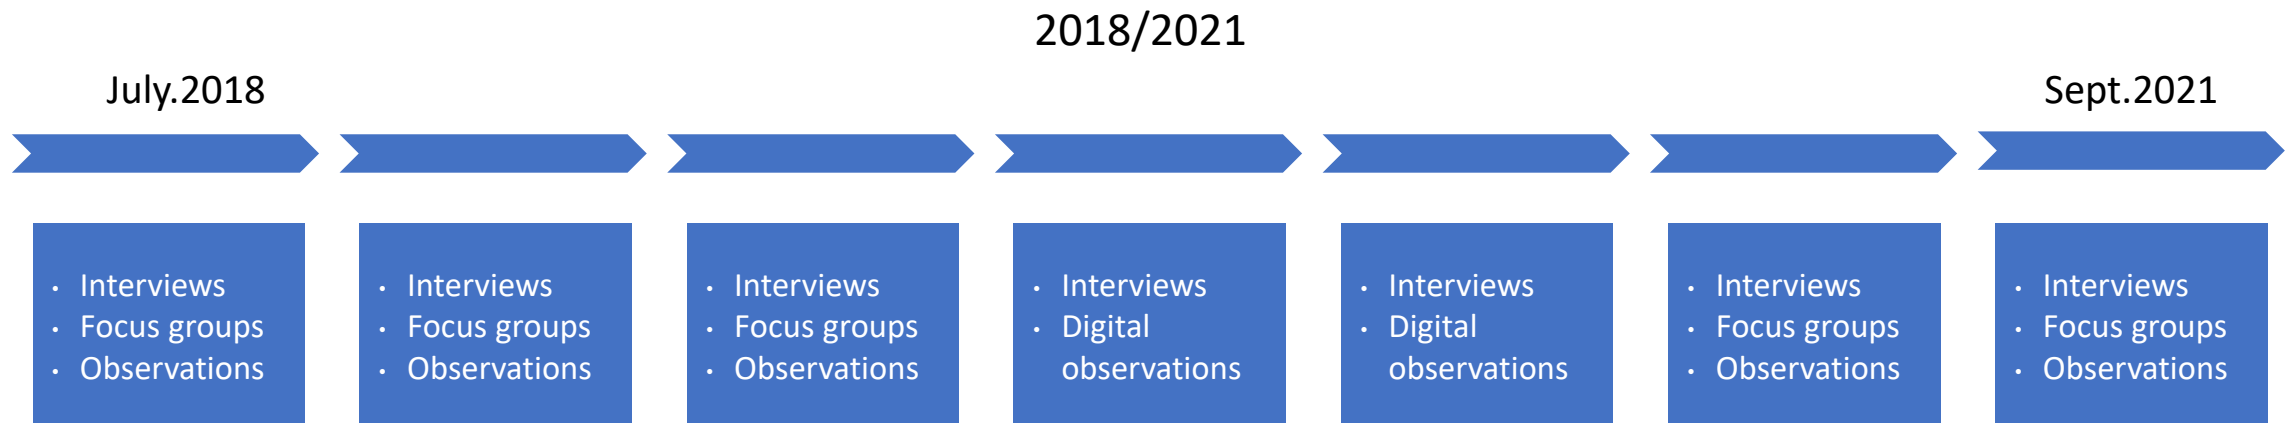 2018/2021
July.2018
Sept.2021
· Interviews
· Focus groups
· Observations
· Interviews
· Focus groups
· Observations
· Interviews
· Focus groups
· Observations
· Interviews
· Digital
observations
· Interviews
· Digital
observations
· Interviews
· Focus groups
· Observations
· Interviews
· Focus groups
· Observations